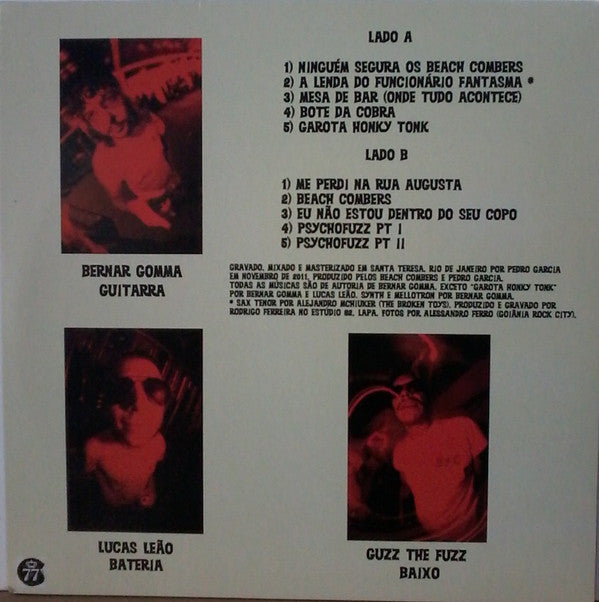 LADO A
1) NINGUÉM SEGURA OS BEACH COMBERS
2) A LENDA DO FUNCIONÁRIO FANTASMA *
3) MESA DE BAR (ONDE TUDO ACONTECE)
4) BOTE DA COBRA
5) GAROTA HONKY TONK
LADO B
1) ME PERDI NA RUA AUGUSTA
2) BEACH COMBERS
3) EU NÃO ESTOU DENTRO DO SEU COPO
4) PSYCHOFUZZ PT I
5) PSYCHOFUZZ PT II
BERNAR GOMMA
GUITARRA
GRAVADO, MIXADO E MASTERIZADO EM SANTA TERESA, RIO DE JANEIRO POR PEDRO GARCIA
EM NOVEMBRO DE 2011. PRODUZIDO PELOS BEACH COMBERS E PEDRO GARCIA.
TODAS AS MÚSICAS SÃO DE AUTORIA DE BERNAR GOMMA, EXCETO "GAROTA HONKY TONK"
POR BERNAR GOMMA E LUCAS LEÃO. SYNTH E MELLOTRON POR BERNAR GOMMA.
* SAX TENOR POR ALEJANDRO MCHIUKER (THE BROKEN TOYS). PRODUZIDO E GRAVADO POR
RODRIGO FERREIRA NO ESTÚDIO 62, LAPA. FOTOS POR ALESSANDRO FERRO (GOIÂNIA ROCK CITY).
LUCAS LEÃO
BATERIA
GUZZ THE FUZZ
BAIXO
77